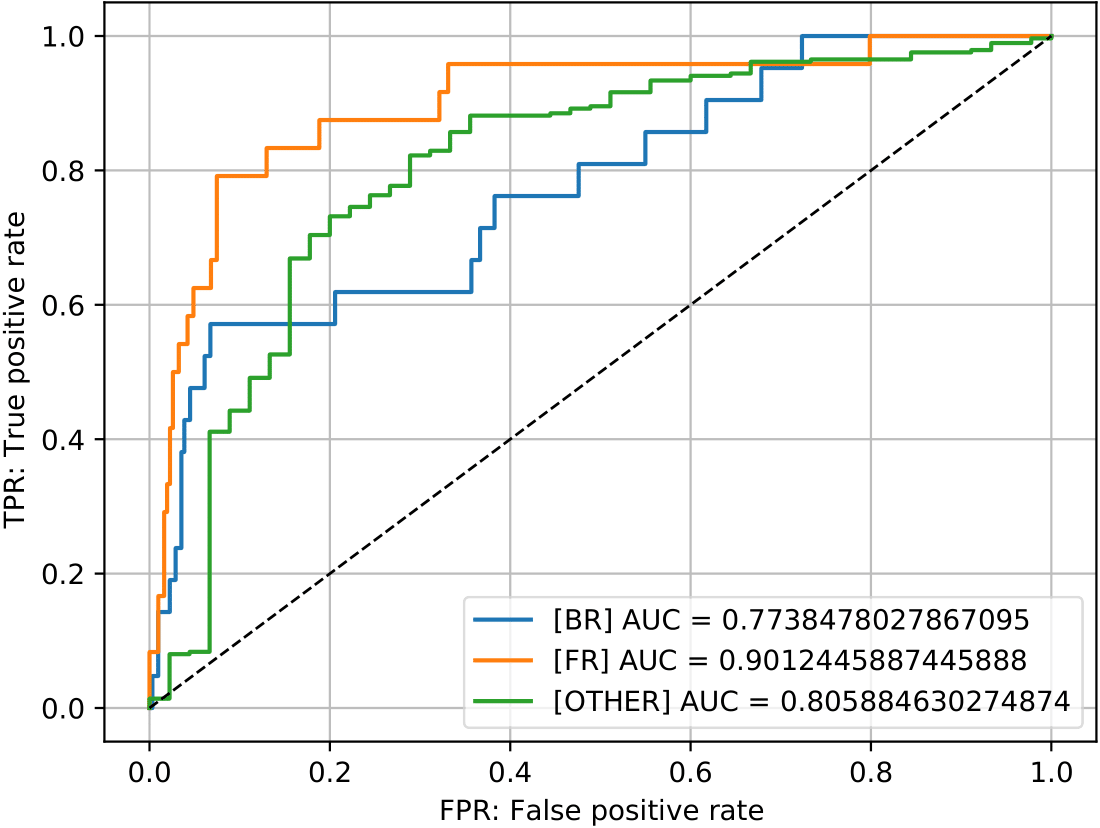 1.0
0.8
0.6
0.4
0.2
0.0
TPR: True positive rate
[BR] AUC = 0.7738478027867095
[FR] AUC = 0.9012445887445888
[OTHER] AUC = 0.805884630274874
0.0 0.2 0.4 0.6 0.8 1.0
FPR: False positive rate